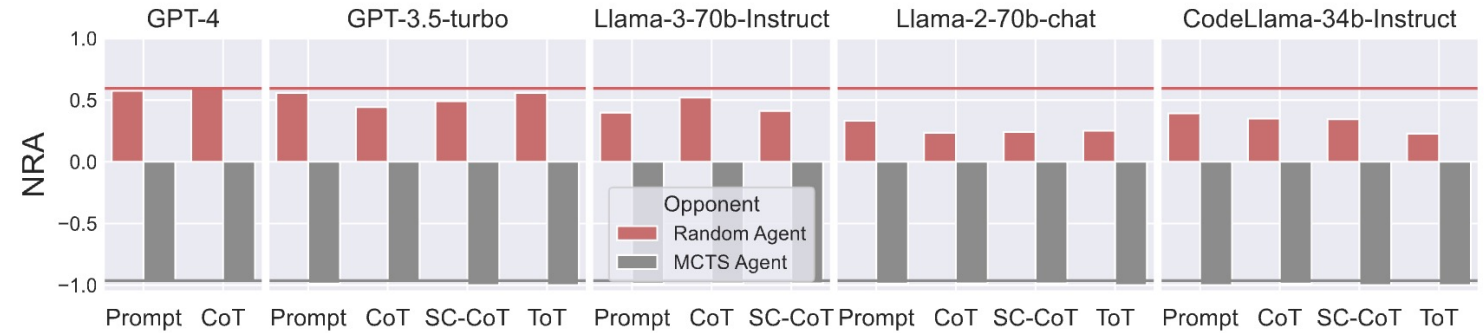 GPT-4 GPT-3.5-turbo Llama-3-70b-Instruct Llama-2-70b-chat CodeLlama-34b-Instruct
1.0
0.5
0.0
−0.5
−1.0
NRA
Opponent
Random Agent
MCTS Agent
Prompt CoT Prompt CoT SC-CoT ToT Prompt CoT SC-CoT Prompt CoT SC-CoT ToT Prompt CoT SC-CoT ToT